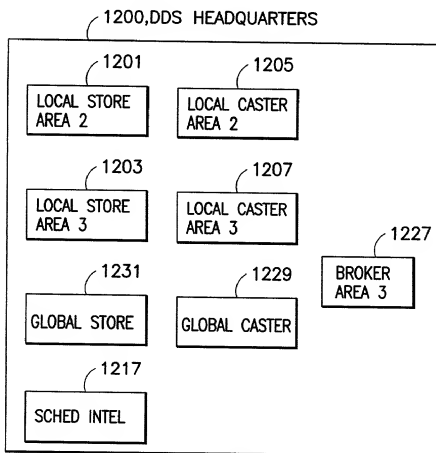 1200,DDS HEADQUARTERS
1201
1205
LOCAL STORE
AREA 2
LOCAL CASTER
AREA 2
1203
1207
LOCAL STORE
AREA 3
LOCAL CASTER
AREA 3
1227
BROKER
AREA 3
1231
1229
GLOBAL STORE
GLOBAL CASTER
1217
SCHED INTEL